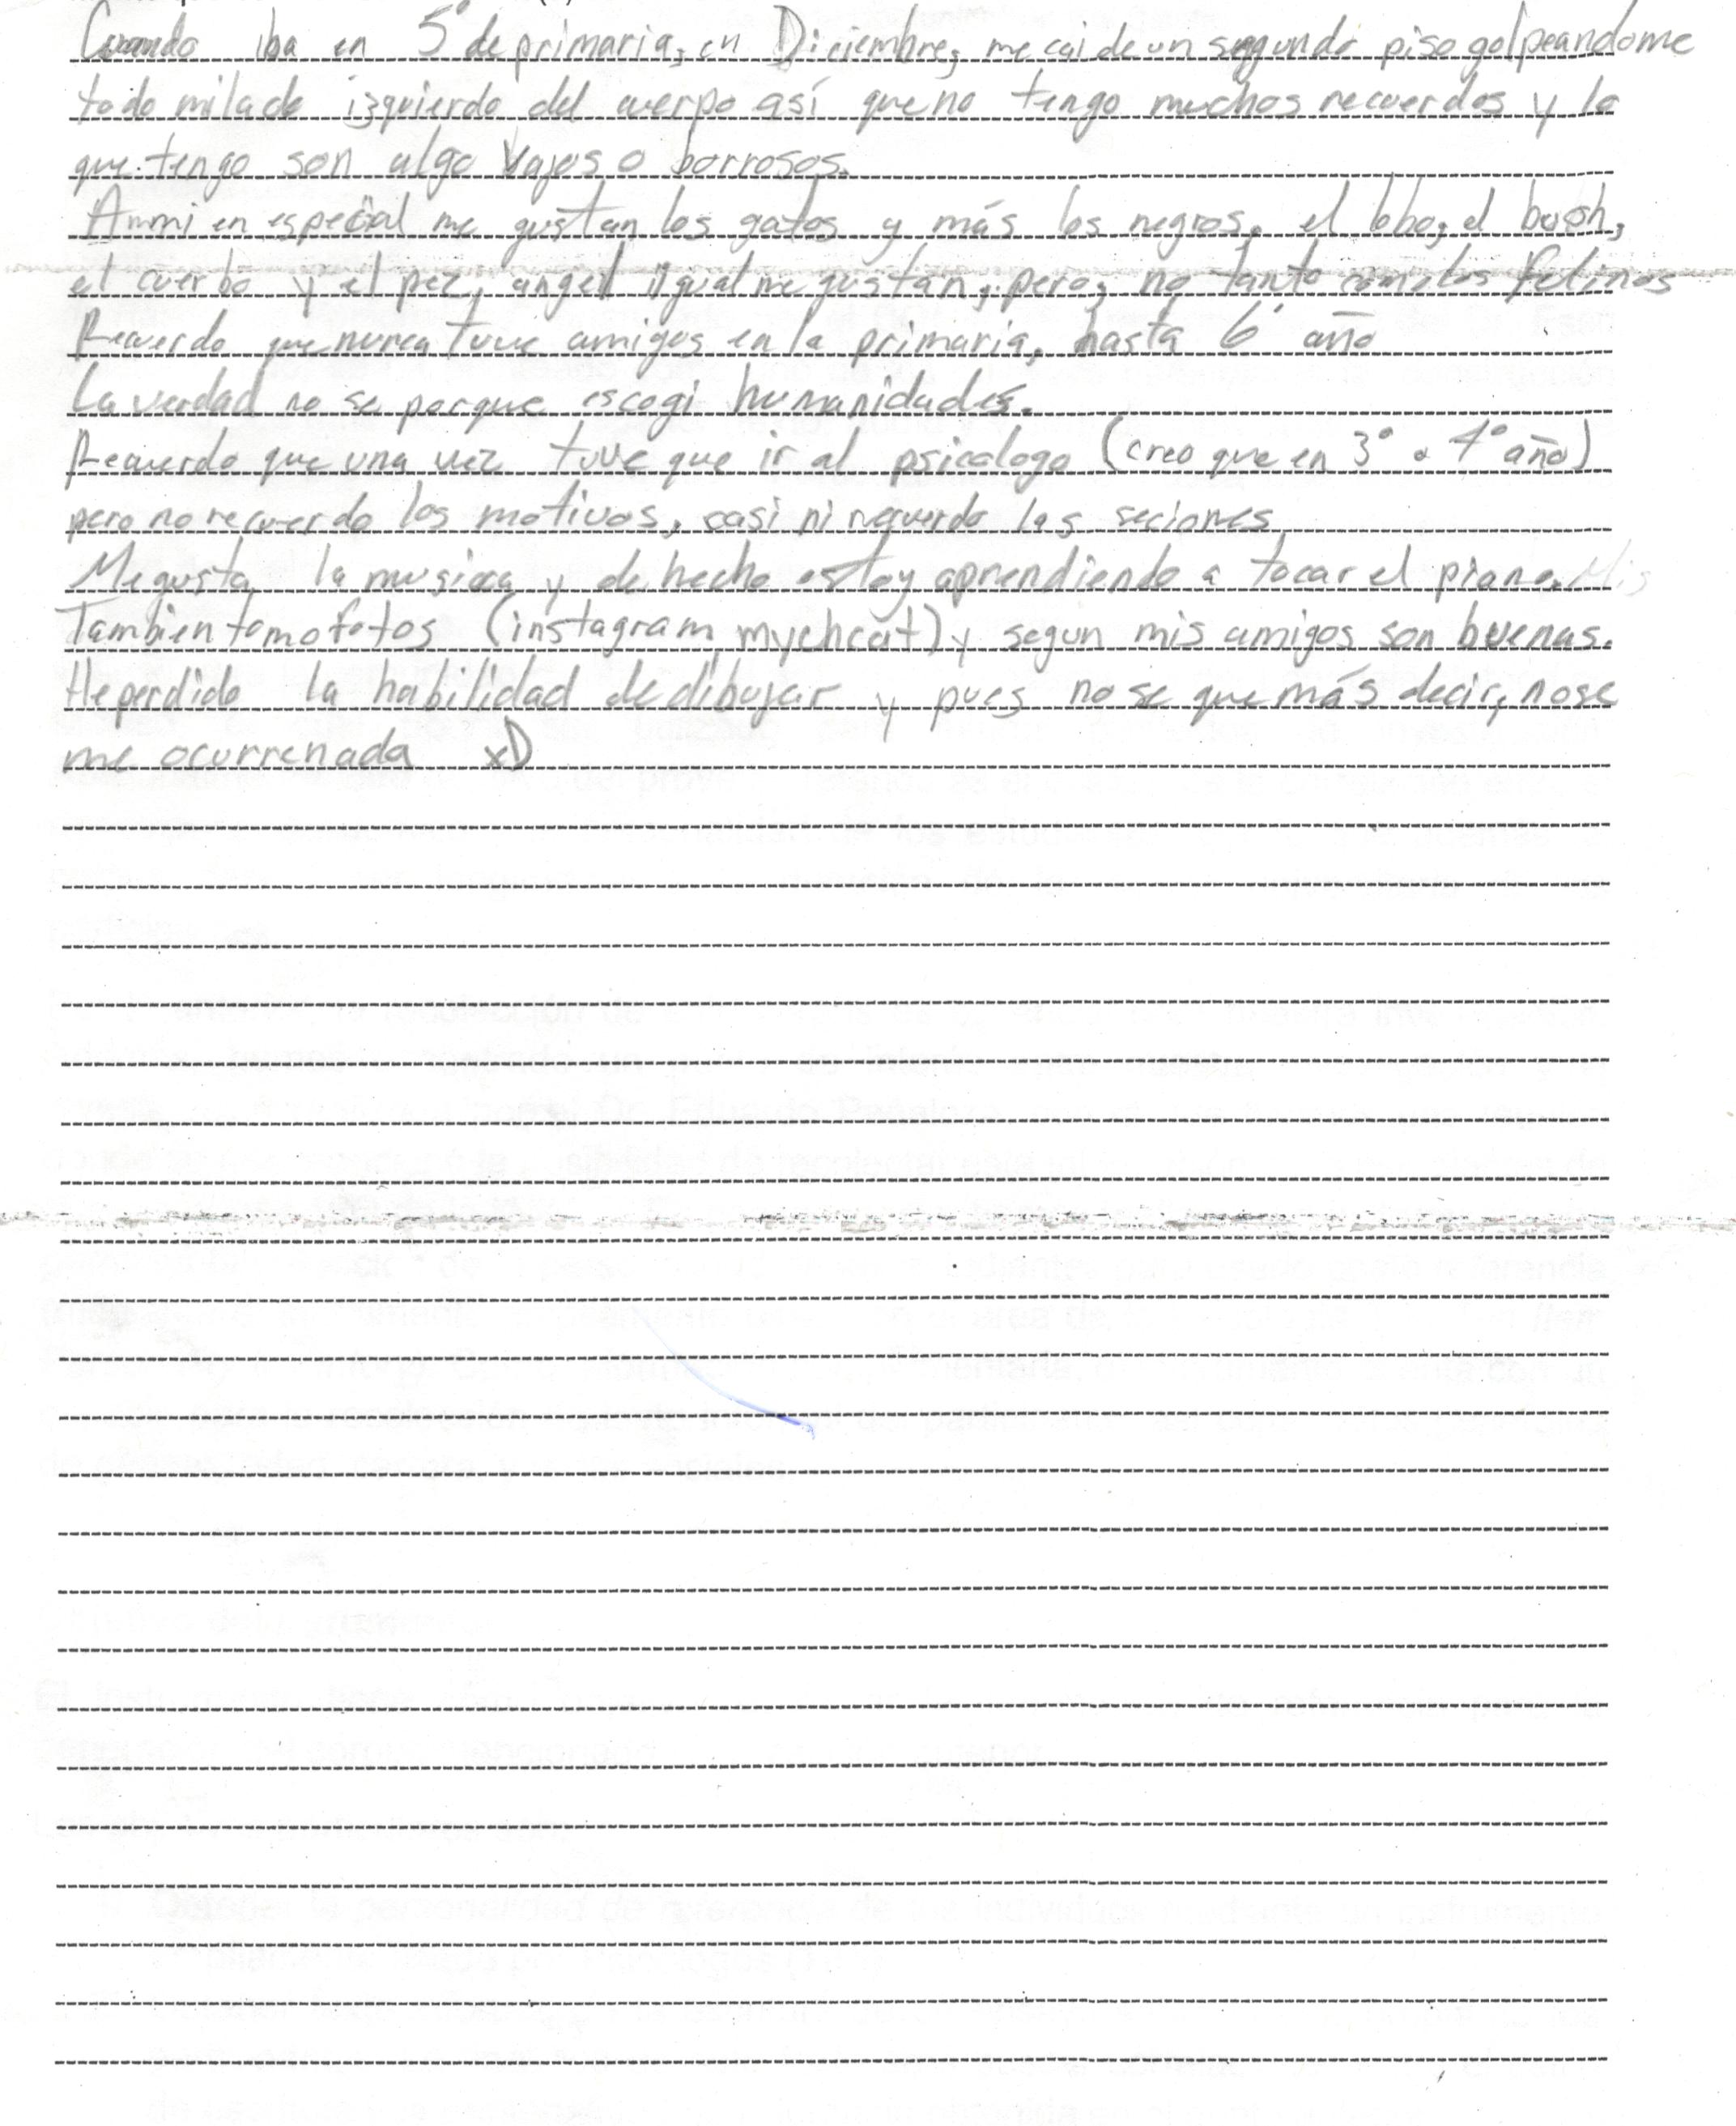 Cuando iba en 5° de primaria, en Diciembre, me cai de un segundo piso golpeandome
todo mi lado izquierdo del cuerpo así que no tengo muchos recuerdos y lo
que tengo son algo vagos o borrosos.
Ami en especial me gustan los gatos y más los negros, el lobo, el
el cuerbo y el pez, angel igual me gustan, pero, no tanto como los felinos
Recuerdo que nunca tuve amigos en la primaria, hasta 6° año
La verdad no se porque escogi humanidades.
Recuerdo que una vez tuve que ir al psicologo (creo que en 3° o 4° año)
pero no recuerdo los motivos, casi ni recuerdo las seciones
Me gusta la musica y de hecho estoy aprendiendo a tocar el piano. Mis
Tambien tomo fotos (instagram mychcat) y segun mis amigos son buenas.
He perdido la habilidad de dibujar y pues no se que más decir, no se
me ocurre nada xD